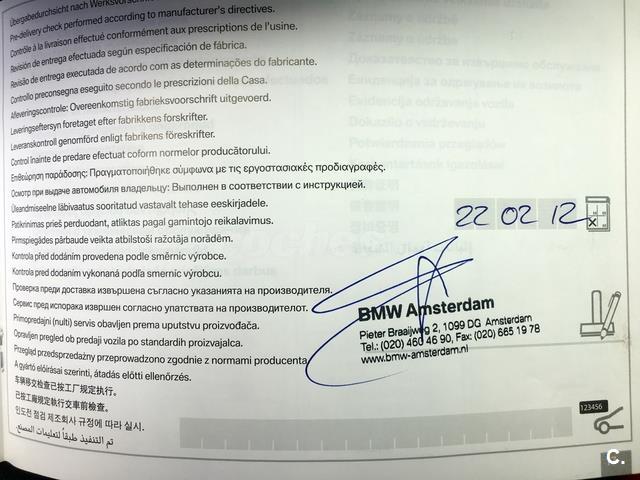 Übergabedurchsicht nach Werksvorschrift
Pre-delivery check performed according to manufacturer's directives.
Contrôle à la livraison effectué conformément aux prescriptions de l'usine.
Revisión de entrega efectuada según especificación de fábrica.
Revisão de entrega executada de acordo com as determinações do fabricante.
Controllo preconsegna eseguito secondo le prescrizioni della Casa.
Afleveringscontrole: Overeenkomstig fabrieksvoorschrift uitgevoerd.
Leveringseftersyn foretaget efter fabrikkens forskrifter.
Leveranskontroll genomförd enligt fabrikens föreskrifter.
Control înainte de predare efectuat coform normelor producătorului.
Επιθεώρηση παράδοσης: Πραγματοποιήθηκε σύμφωνα με τις εργοστασιακές προδιαγραφές.
Осмотр при выдаче автомобиля владельцу: Выполнен в соответствии с инструкцией.
Üleandmiseelne läbivaatus sooritatud vastavalt tehase eeskirjadele.
Patikrinimas prieš perduodant, atliktas pagal gamintojo reikalavimus.
Pirmspiegādes pārbaude veikta atbilstoši ražotāja norādēm.
Kontrola před dodáním provedena podle směrnic výrobce.
Kontrola pred dodaním vykonaná podľa smerníc výrobcu.
Проверка преди доставка извършена съгласно указанията на производителя.
Сервис пред испорака извршен согласно упатствата на производителот.
Primopredajni (nulti) servis obavljen prema uputstvu proizvođača.
Opravljen pregled ob predaji vozila po standardih proizvajalca.
Przegląd przedsprzedażny przeprowadzono zgodnie z normami producenta
A gyártó előírásai szerinti, átadás előtti ellenőrzés.
车辆移交检查已按工厂规定执行。
已按工廠規定執行交車前檢查。
인도전 점검 제조회사 규정에 따라 실시.
تم التنفيذ طبقاً لتعليمات المصنع.
22 02 12
BMW Amsterdam
Pieter Braaijweg 2, 1099 DG Amsterdam
Tel.: (020) 460 46 90, Fax: (020) 665 19 78
www.bmw-amsterdam.nl
123456
C.